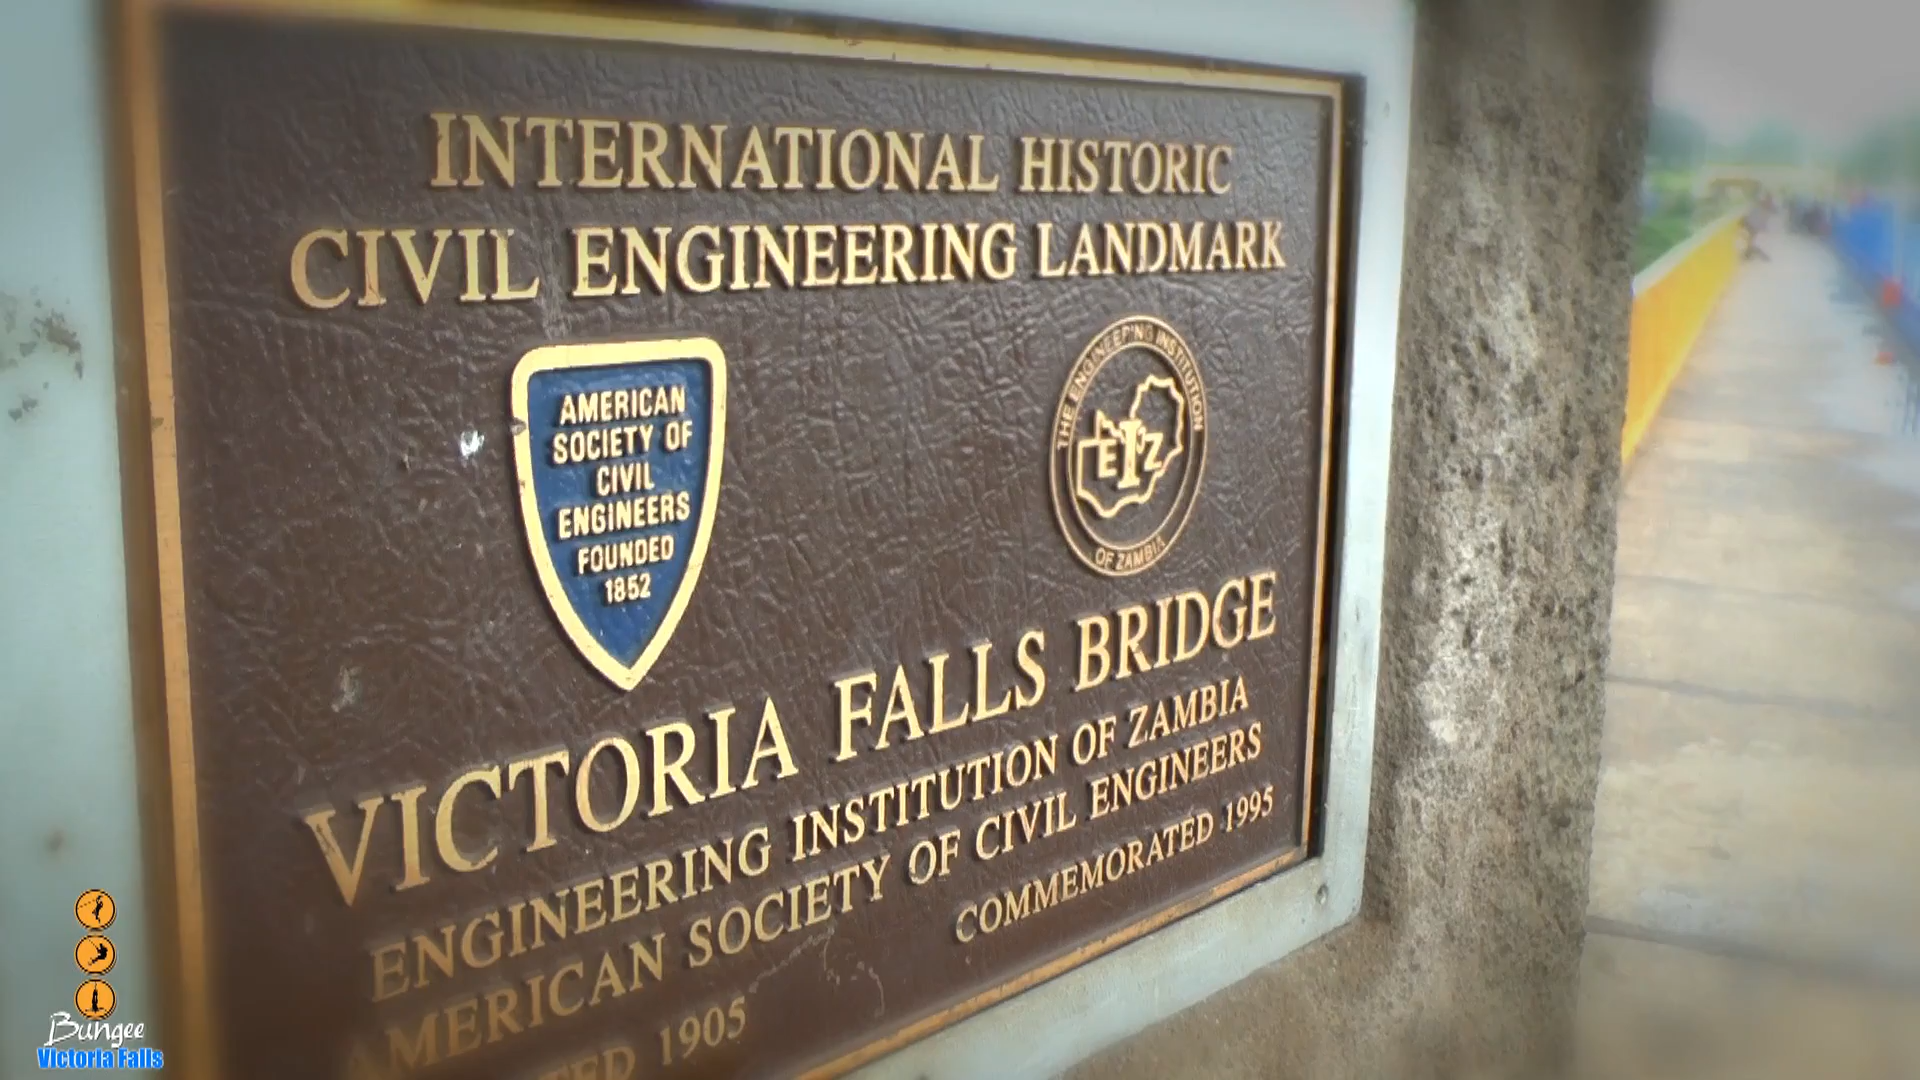 INTERNATIONAL HISTORIC
CIVIL ENGINEERING LANDMARK
AMERICAN
SOCIETY OF
CIVIL
ENGINEERS
FOUNDED
1852
THE ENGINEERING INSTITUTION
OF ZAMBIA
EIZ
VICTORIA FALLS BRIDGE
ENGINEERING INSTITUTION OF ZAMBIA
AMERICAN SOCIETY OF CIVIL ENGINEERS
1905
COMMEMORATED 1995
Bungee
Victoria Falls